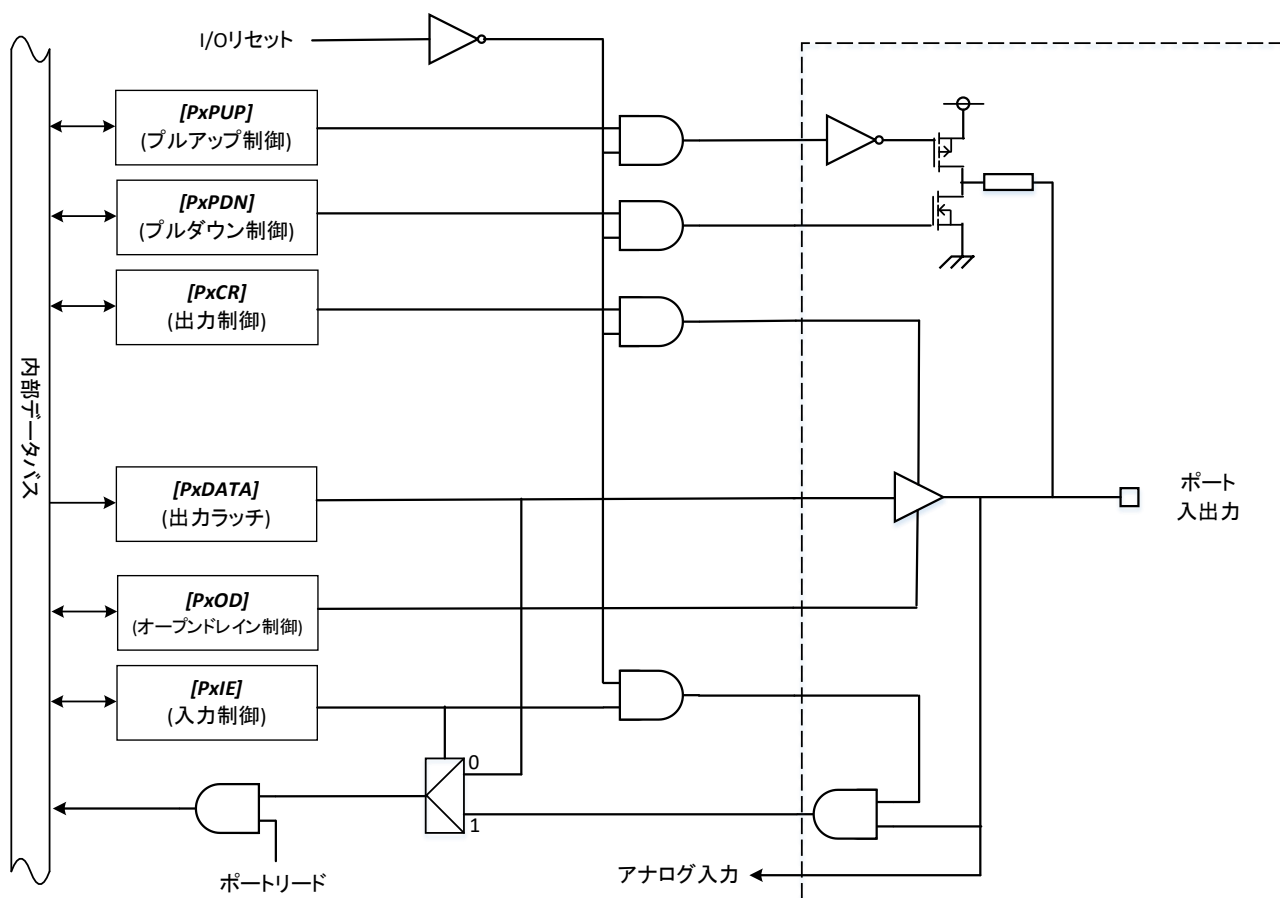 I/Oリセット
[PxPUP]
(プルアップ制御)
[PxPDN]
(プルダウン制御)
[PxCR]
(出力制御)
内部データバス
[PxDATA]
(出力ラッチ)
ポート
入出力
[PxOD]
(オープンドレイン制御)
[PxIE]
(入力制御)
0
1
ポートリード
アナログ入力